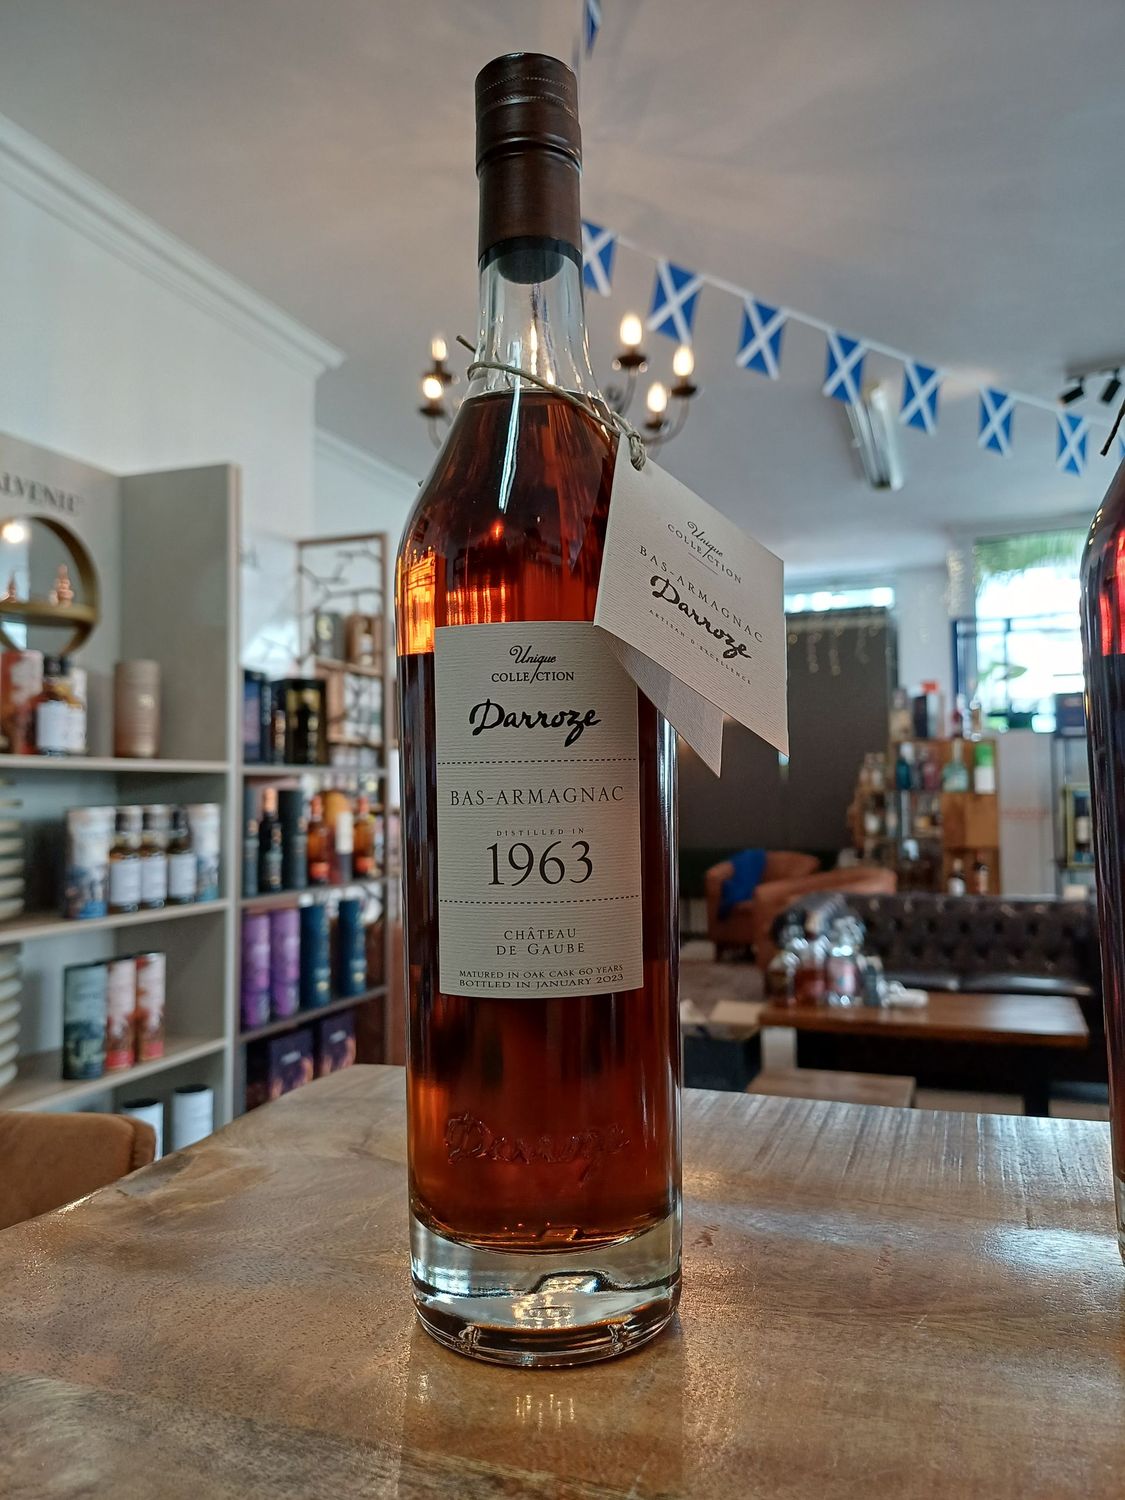 Unique
COLLECTION
Darroze
BAS-ARMAGNAC
DISTILLED IN
1963
CHÂTEAU
DE GAUBE
MATURED IN OAK CASK 60 YEARS
BOTTLED IN JANUARY 2023
Unique
COLLECTION
BAS-ARMAGNAC
Darroze
ARTISAN D'EXCELLENCE
Darroze